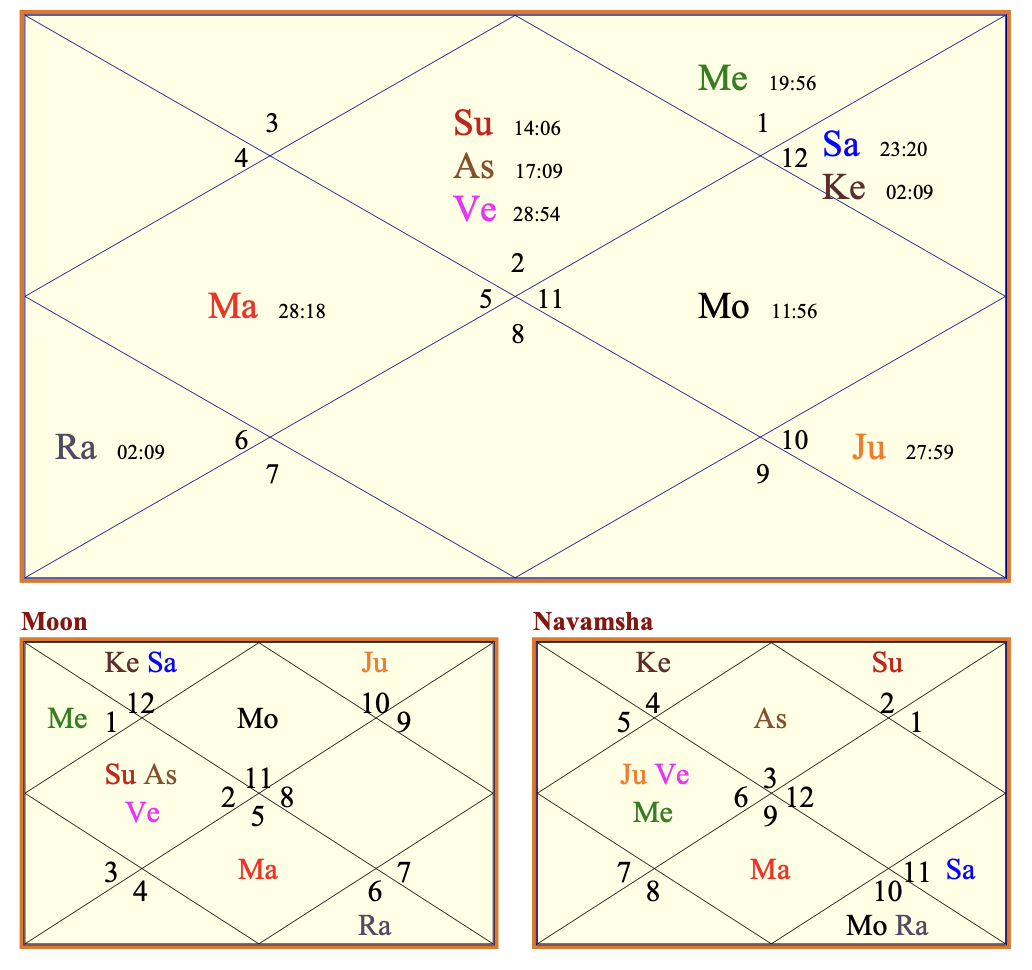 Me 19:56
3 Su 14:06 1
4 12 Sa 23:20
As 17:09
Ke 02:09
Ve 28:54
2
Ma 28:18 5 11 Mo 11:56
8
Ra 02:09 6 10 Ju 27:59
7 9
Moon Navamsha
Ke Sa Ju
12 10
Me 1 Mo 9
Su As 11
2 8
Ve 5
3 Ma 7
4 6
Ra
Ke Su
4 2
5 As 1
Ju Ve 3
6 12
Me 9
7 Ma 11 Sa
8 10
Mo Ra